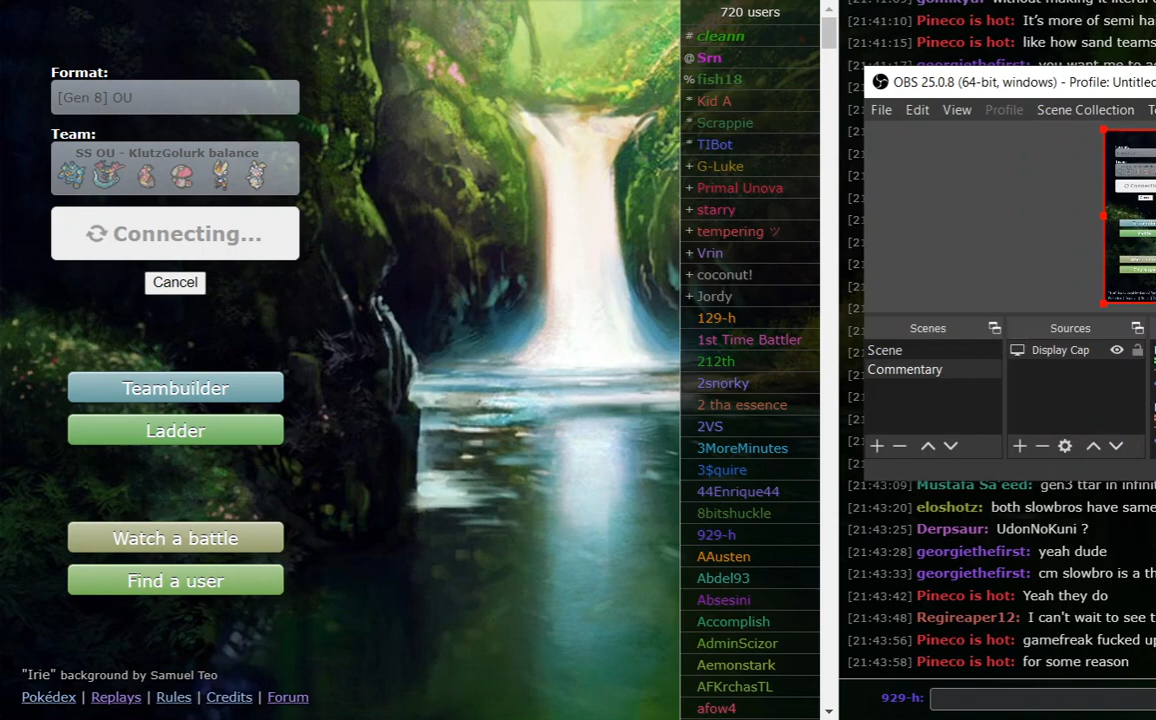 Format:
[Gen 8] OU
Team:
SS OU - KlutzGolurk balance
Connecting...
Cancel
Teambuilder
Ladder
Watch a battle
Find a user
"Irie" background by Samuel Teo
Pokédex | Replays | Rules | Credits | Forum
720 users
# cleann
@ Srn
% fish18
* Kid A
* Scrappie
* TIBot
+ G-Luke
+ Primal Unova
+ starry
+ tempering ツ
+ Vrin
+ coconut!
+ Jordy
129-h
1st Time Battler
212th
2snorky
2 tha essence
2VS
3MoreMinutes
3$quire
44Enrique44
8bitshuckle
929-h
AAusten
Abdel93
Absesini
Accomplish
AdminScizor
Aemonstark
AFKrchasTL
afow4
[21:41:10] Pineco is hot: It's more of semi ha
[21:41:15] Pineco is hot: like how sand teams
[21:41:17] georgiethefirst: you want me to
OBS 25.0.8 (64-bit, windows) - Profile: Untitled
File Edit View Profile Scene Collection
Scenes
Scene
Commentary
Sources
Display Cap
[21:43:09] Mustafa Sa'eed: gen3 ttar in infinit
[21:43:20] eloshotz: both slowbros have same
[21:43:25] Derpsaur: UdonNoKuni ?
[21:43:28] georgiethefirst: yeah dude
[21:43:33] georgiethefirst: cm slowbro is a th
[21:43:42] Pineco is hot: Yeah they do
[21:43:48] Regireaper12: I can't wait to see t
[21:43:56] Pineco is hot: gamefreak fucked up
[21:43:58] Pineco is hot: for some reason
929-h: